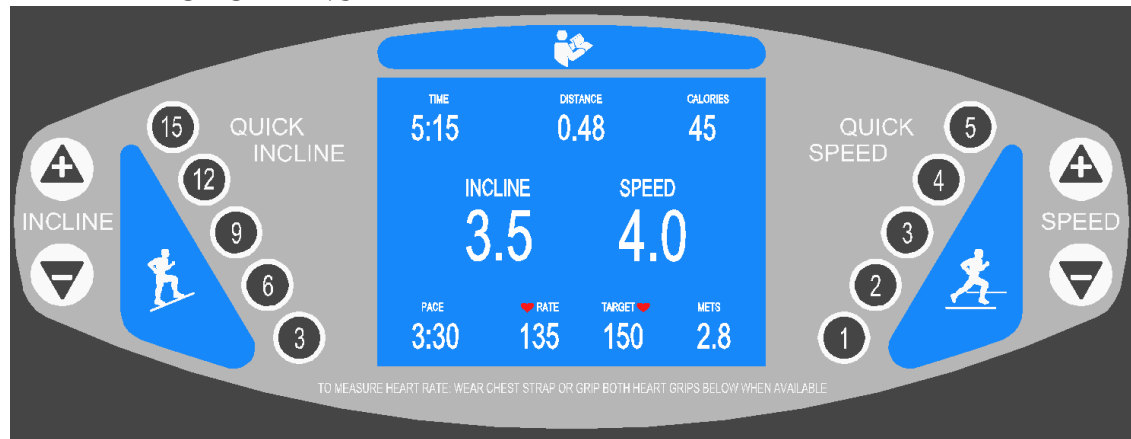 TIME DISTANCE CALORIES
5:15 0.48 45
15 QUICK INCLINE
12
9
6
3
+
INCLINE
−
INCLINE SPEED
3.5 4.0
PACE RATE TARGET METS
3:30 135 150 2.8
QUICK SPEED 5
4
3
2
1
+
SPEED
−
TO MEASURE HEART RATE: WEAR CHEST STRAP OR GRIP BOTH HEART GRIPS BELOW WHEN AVAILABLE